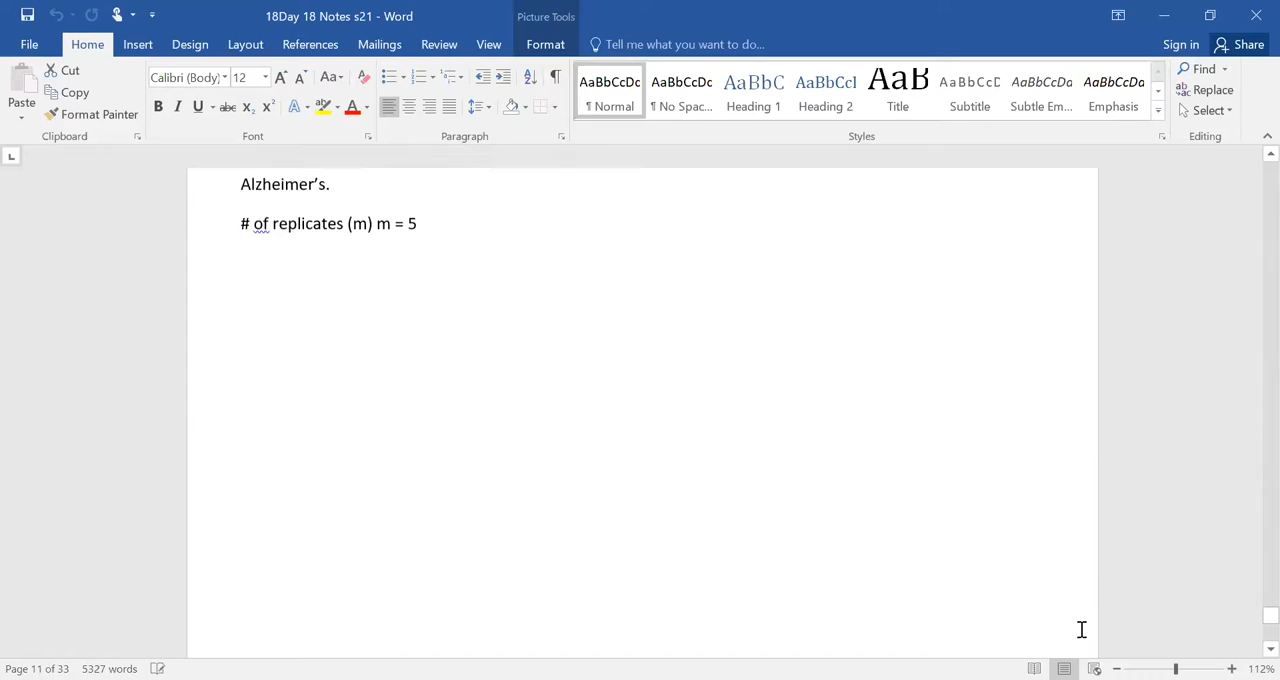 18Day 18 Notes s21 - Word
Picture Tools
File Home Insert Design Layout References Mailings Review View Format Tell me what you want to do... Sign in Share
Paste
Cut
Copy
Format Painter
Clipboard
Calibri (Body) 12
Font
Paragraph
AaBbCcDc AaBbCcDc AaBbC AaBbCcI AaB AaBbCcD AaBbCcDa AaBbCcDa
¶ Normal ¶ No Spac... Heading 1 Heading 2 Title Subtitle Subtle Em... Emphasis
Styles
Find
Replace
Select
Editing
Alzheimer's.
# of replicates (m) m = 5
Page 11 of 33 5327 words 112%